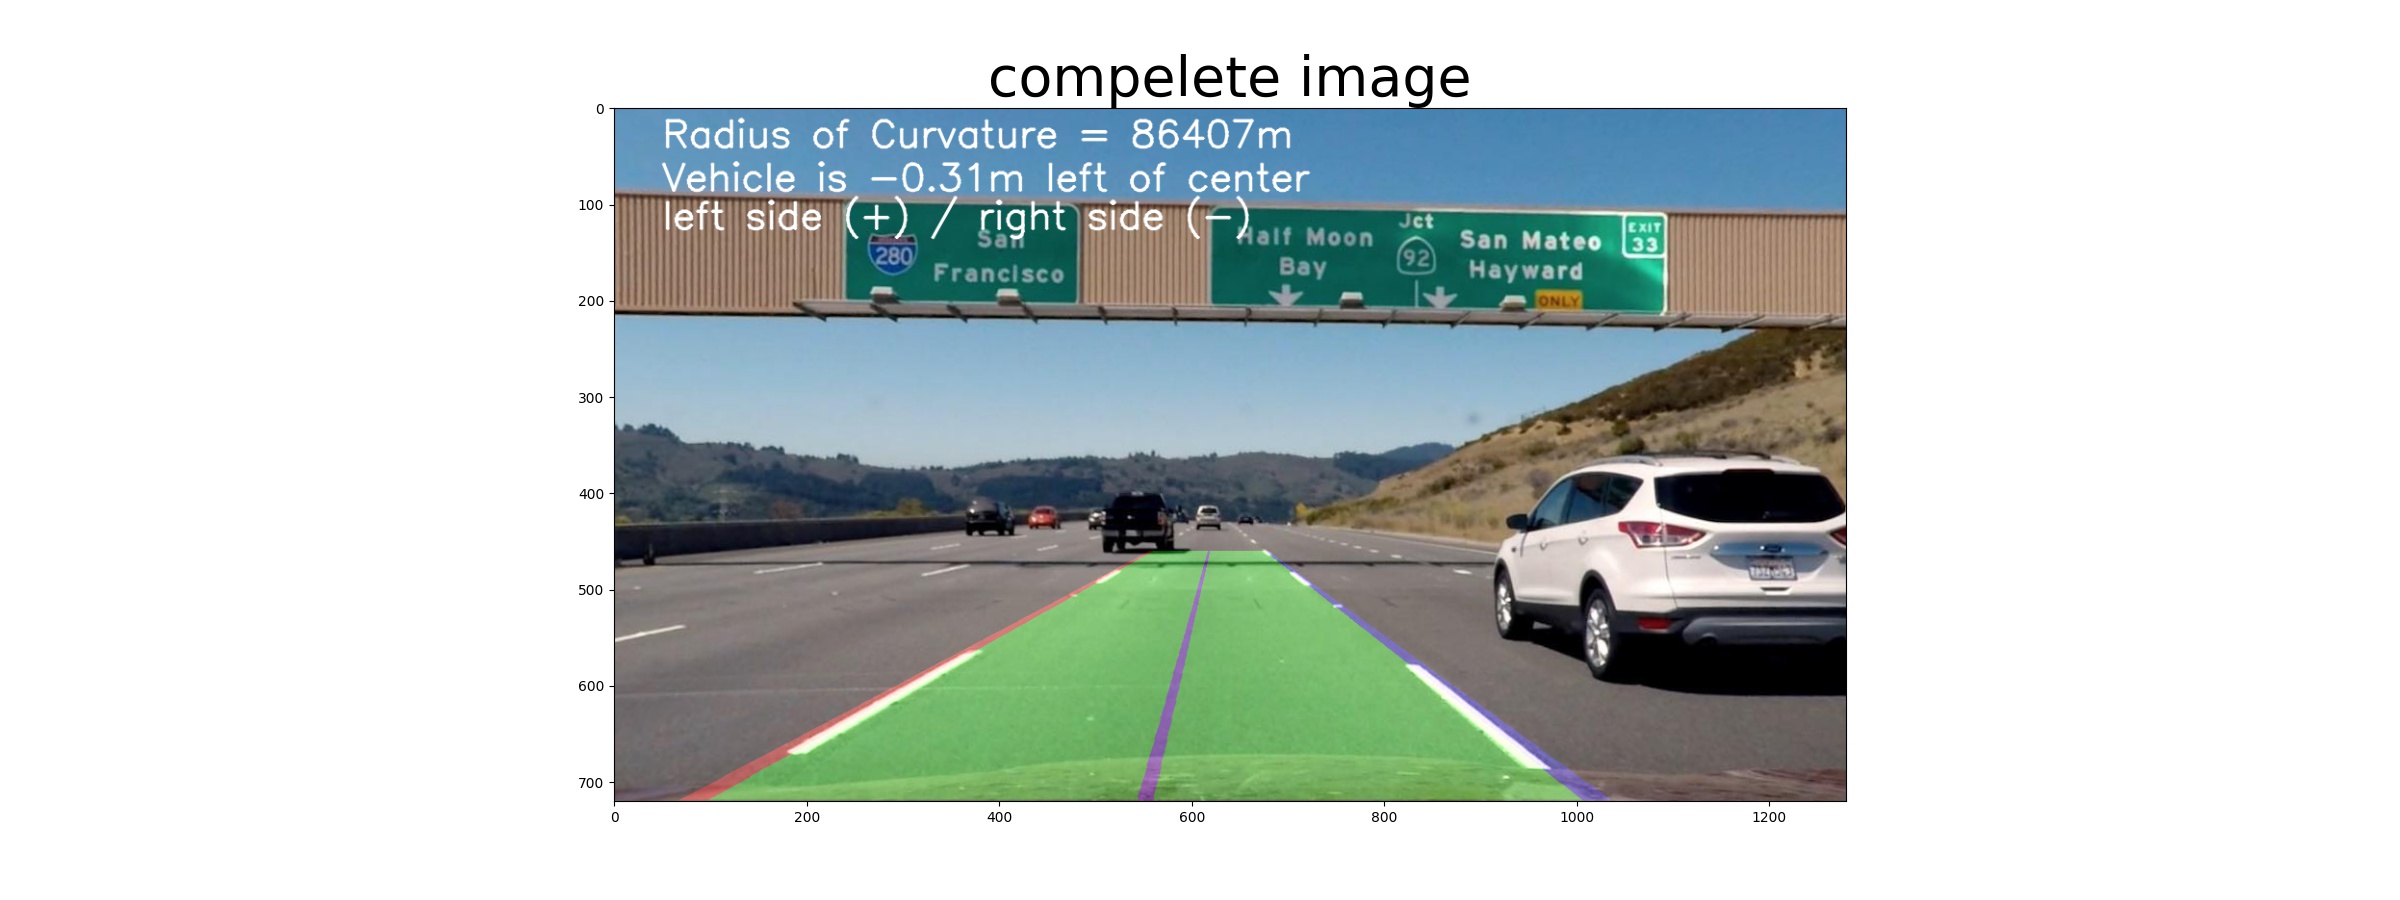 compelete image
Radius of Curvature = 86407m
Vehicle is -0.31m left of center
left side (+) / right side (-)
280
San
Francisco
Half Moon
Bay
Jct
92
San Mateo
Hayward
EXIT
33
ONLY
0
100
200
300
400
500
600
700
0 200 400 600 800 1000 1200